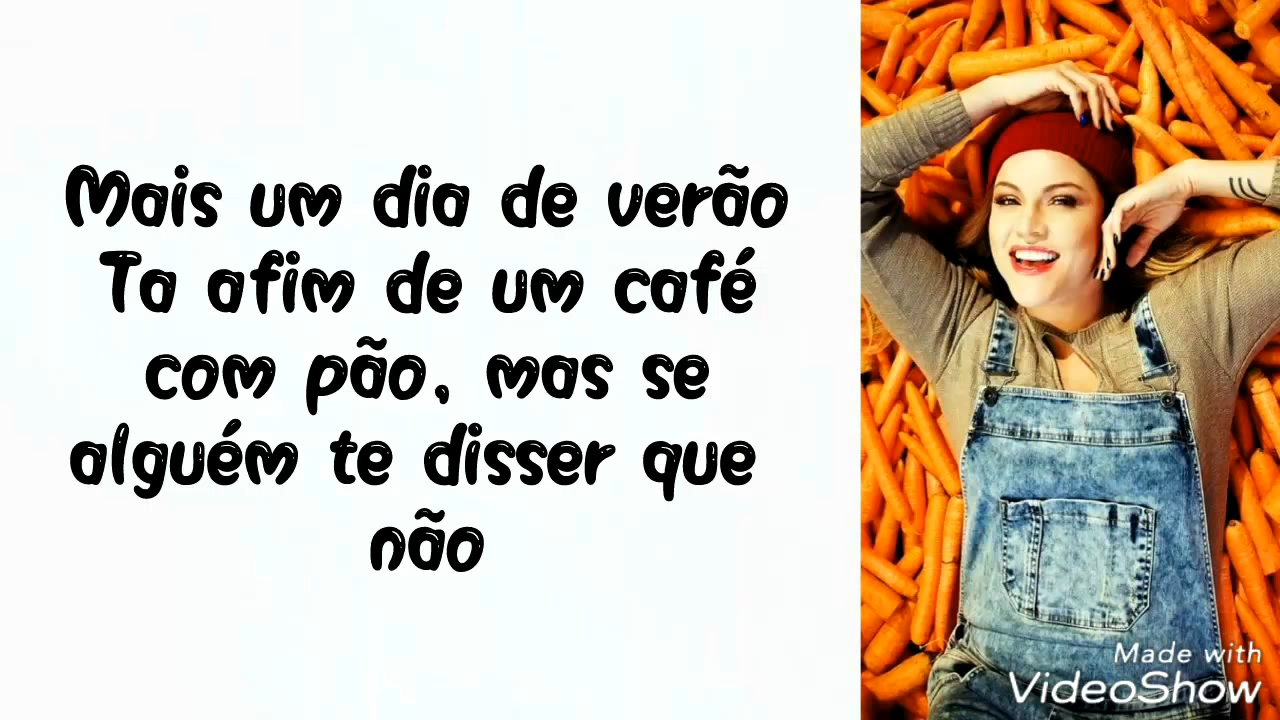 Mais um dia de verão
Ta afim de um café
com pão, mas se
alguém te disser que
não
Made with
VideoShow